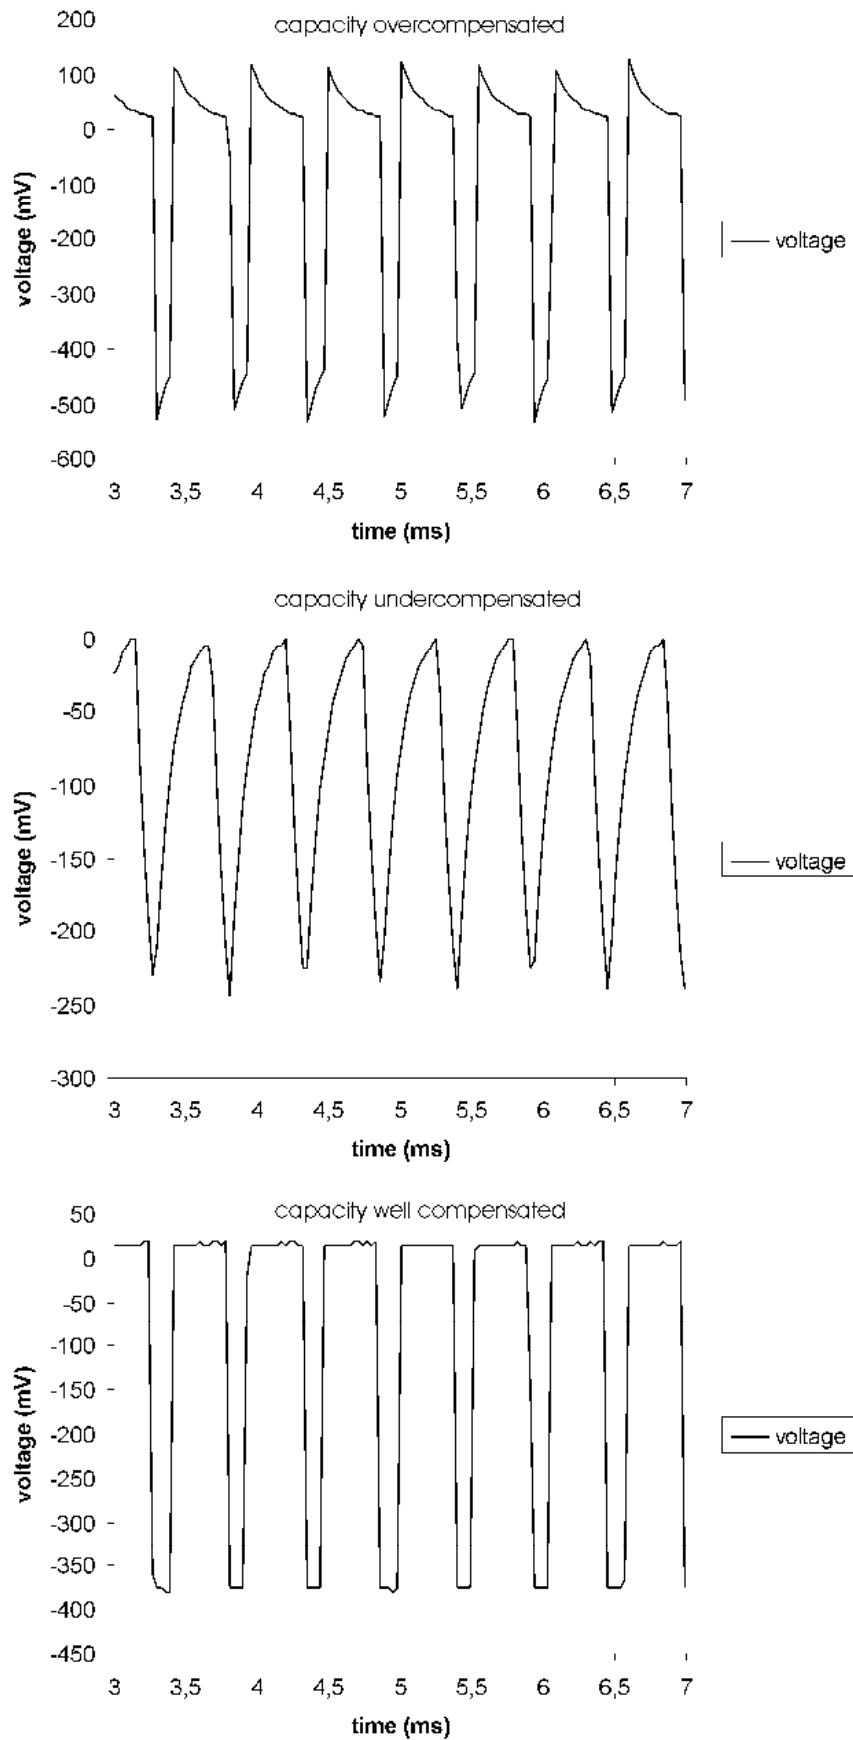 capacity overcompensated
200
100
0
-100
-200
-300
-400
-500
-600
voltage (mV)
voltage
3 3,5 4 4,5 5 5,5 6 6,5 7
time (ms)
capacity undercompensated
0
-50
-100
-150
-200
-250
-300
voltage (mV)
voltage
3 3,5 4 4,5 5 5,5 6 6,5 7
time (ms)
capacity well compensated
50
0
-50
-100
-150
-200
-250
-300
-350
-400
-450
voltage (mV)
voltage
3 3,5 4 4,5 5 5,5 6 6,5 7
time (ms)